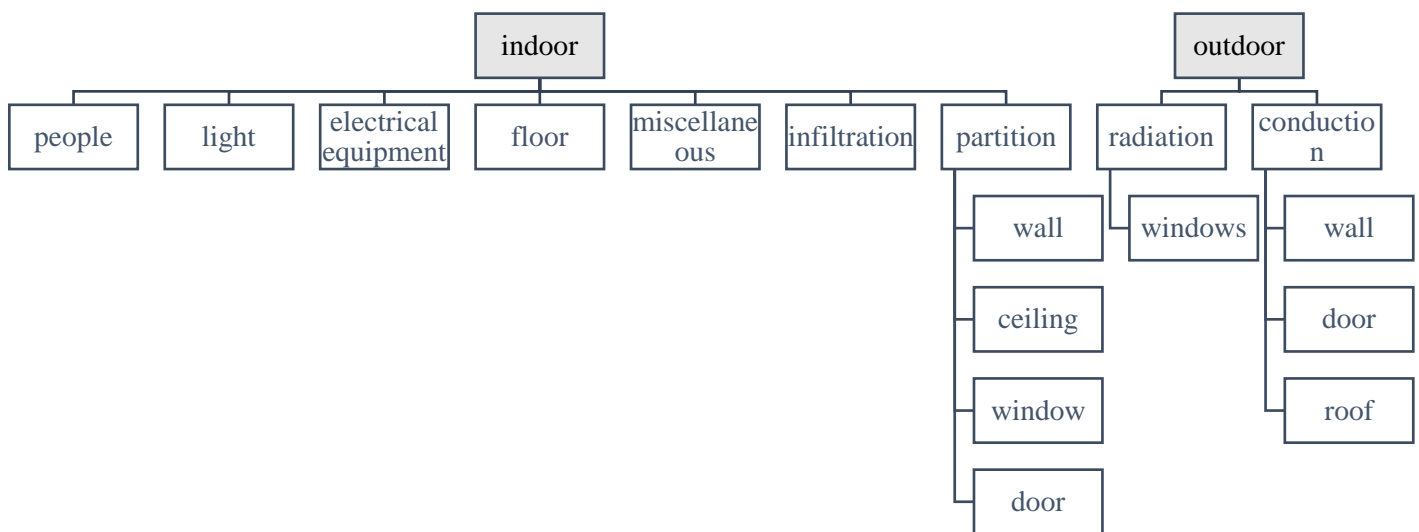 indoor
outdoor
people
light
electrical
equipment
floor
miscellane
ous
infiltration
partition
radiation
conductio
n
wall
ceiling
window
door
windows
wall
door
roof